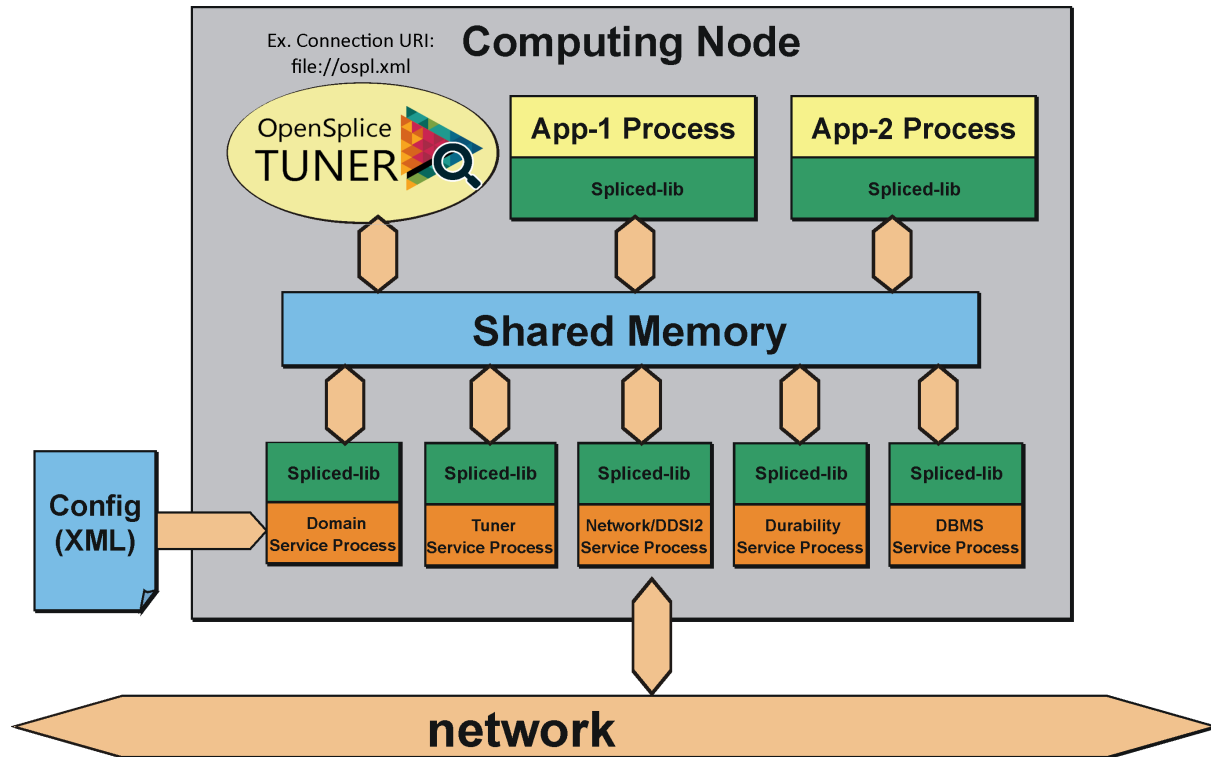 Ex. Connection URI:
file://ospl.xml
Computing Node
OpenSplice
TUNER
App-1 Process
Spliced-lib
App-2 Process
Spliced-lib
Shared Memory
Config
(XML)
Spliced-lib
Domain
Service Process
Spliced-lib
Tuner
Service Process
Spliced-lib
Network/DDSI2
Service Process
Spliced-lib
Durability
Service Process
Spliced-lib
DBMS
Service Process
network